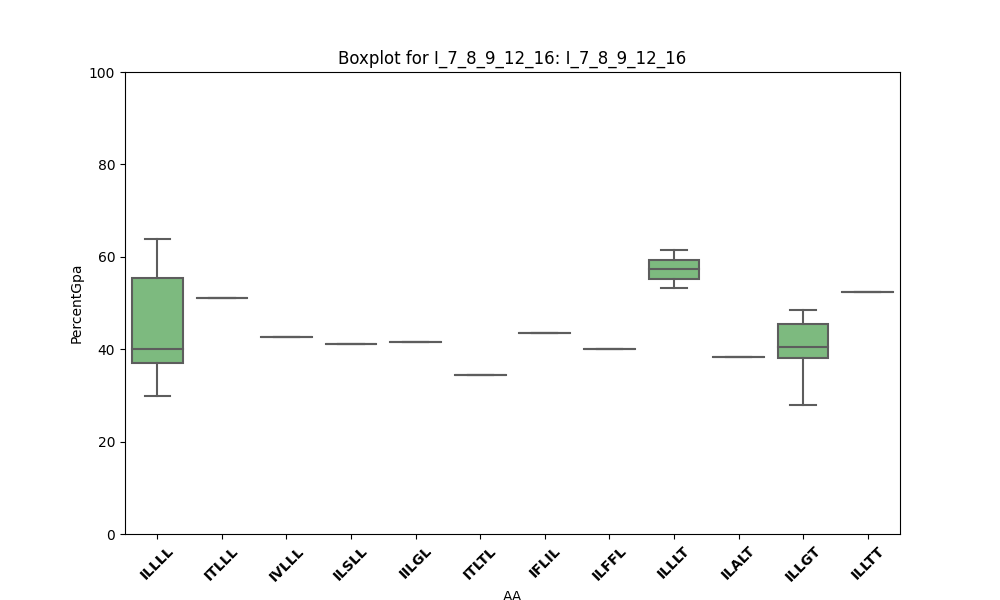 Boxplot for I_7_8_9_12_16: I_7_8_9_12_16
100
80
60
40
20
0
PercentGpa
ILLLL ITLLL IVLLL ILSLL IILGL ITLTL IFLIL ILFFL ILLLT ILALT ILLGT ILLTT
AA